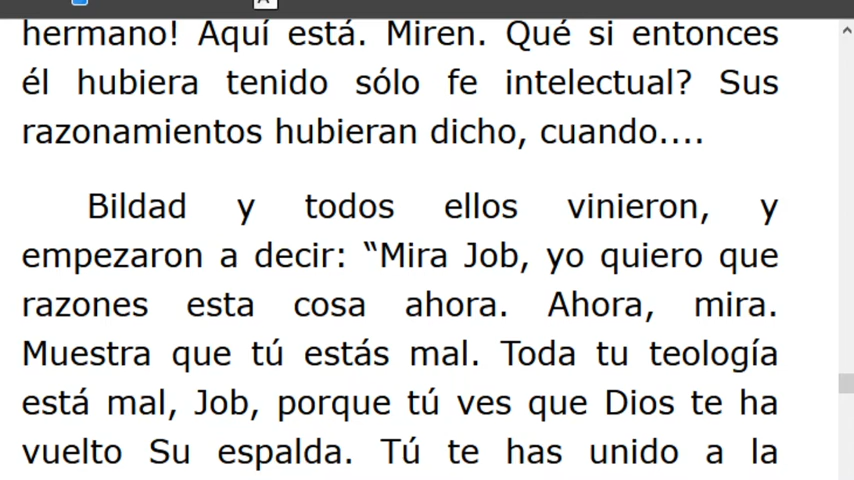 hermano! Aquí está. Miren. Qué si entonces
él hubiera tenido sólo fe intelectual? Sus
razonamientos hubieran dicho, cuando....
Bildad y todos ellos vinieron, y
empezaron a decir: “Mira Job, yo quiero que
razones esta cosa ahora. Ahora, mira.
Muestra que tú estás mal. Toda tu teología
está mal, Job, porque tú ves que Dios te ha
vuelto Su espalda. Tú te has unido a la